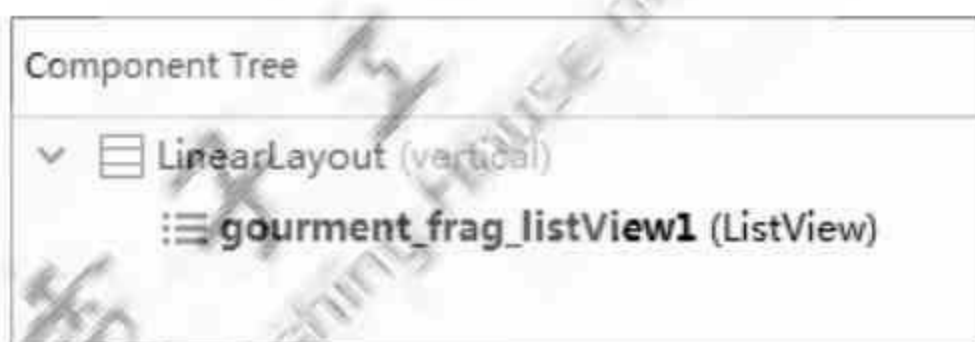 Component Tree
LinearLayout (vertical)
gourment_frag_listView1 (ListView)